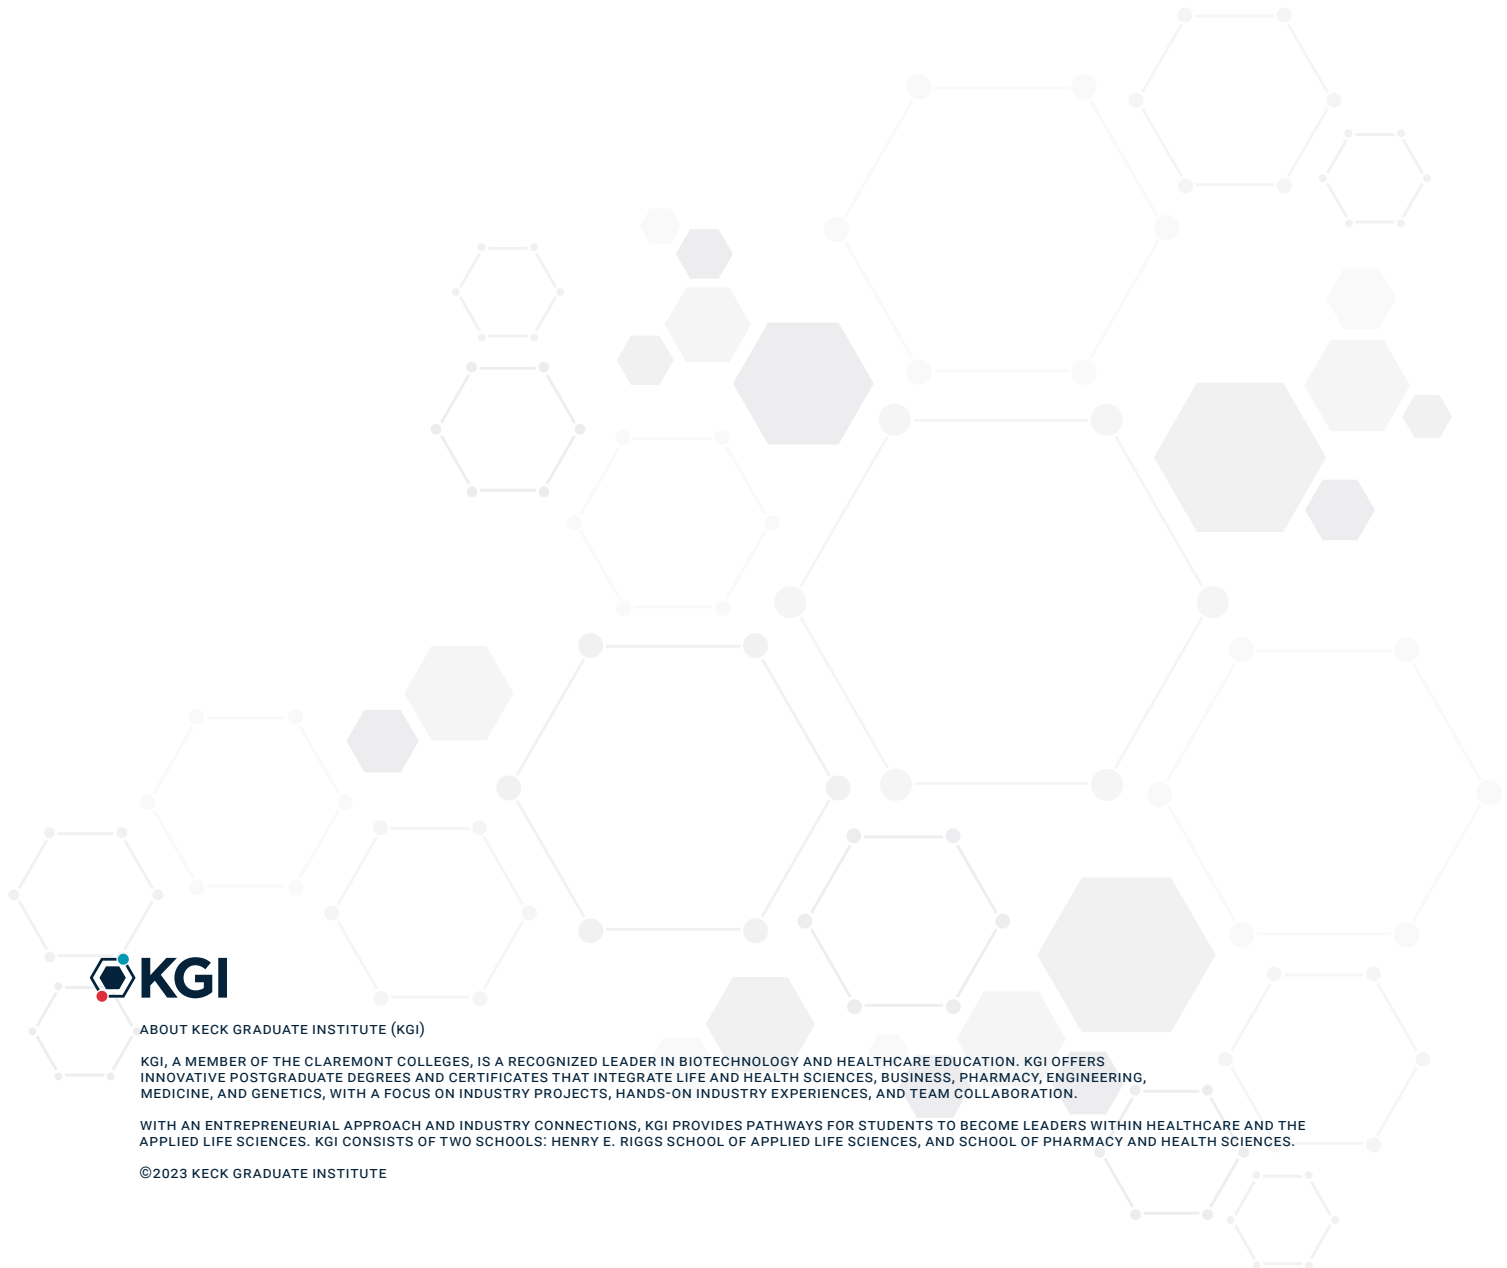 KGI
ABOUT KECK GRADUATE INSTITUTE (KGI)
KGI, A MEMBER OF THE CLAREMONT COLLEGES, IS A RECOGNIZED LEADER IN BIOTECHNOLOGY AND HEALTHCARE EDUCATION. KGI OFFERS
INNOVATIVE POSTGRADUATE DEGREES AND CERTIFICATES THAT INTEGRATE LIFE AND HEALTH SCIENCES, BUSINESS, PHARMACY, ENGINEERING,
MEDICINE, AND GENETICS, WITH A FOCUS ON INDUSTRY PROJECTS, HANDS-ON INDUSTRY EXPERIENCES, AND TEAM COLLABORATION.
WITH AN ENTREPRENEURIAL APPROACH AND INDUSTRY CONNECTIONS, KGI PROVIDES PATHWAYS FOR STUDENTS TO BECOME LEADERS WITHIN HEALTHCARE AND THE
APPLIED LIFE SCIENCES. KGI CONSISTS OF TWO SCHOOLS: HENRY E. RIGGS SCHOOL OF APPLIED LIFE SCIENCES, AND SCHOOL OF PHARMACY AND HEALTH SCIENCES.
©2023 KECK GRADUATE INSTITUTE